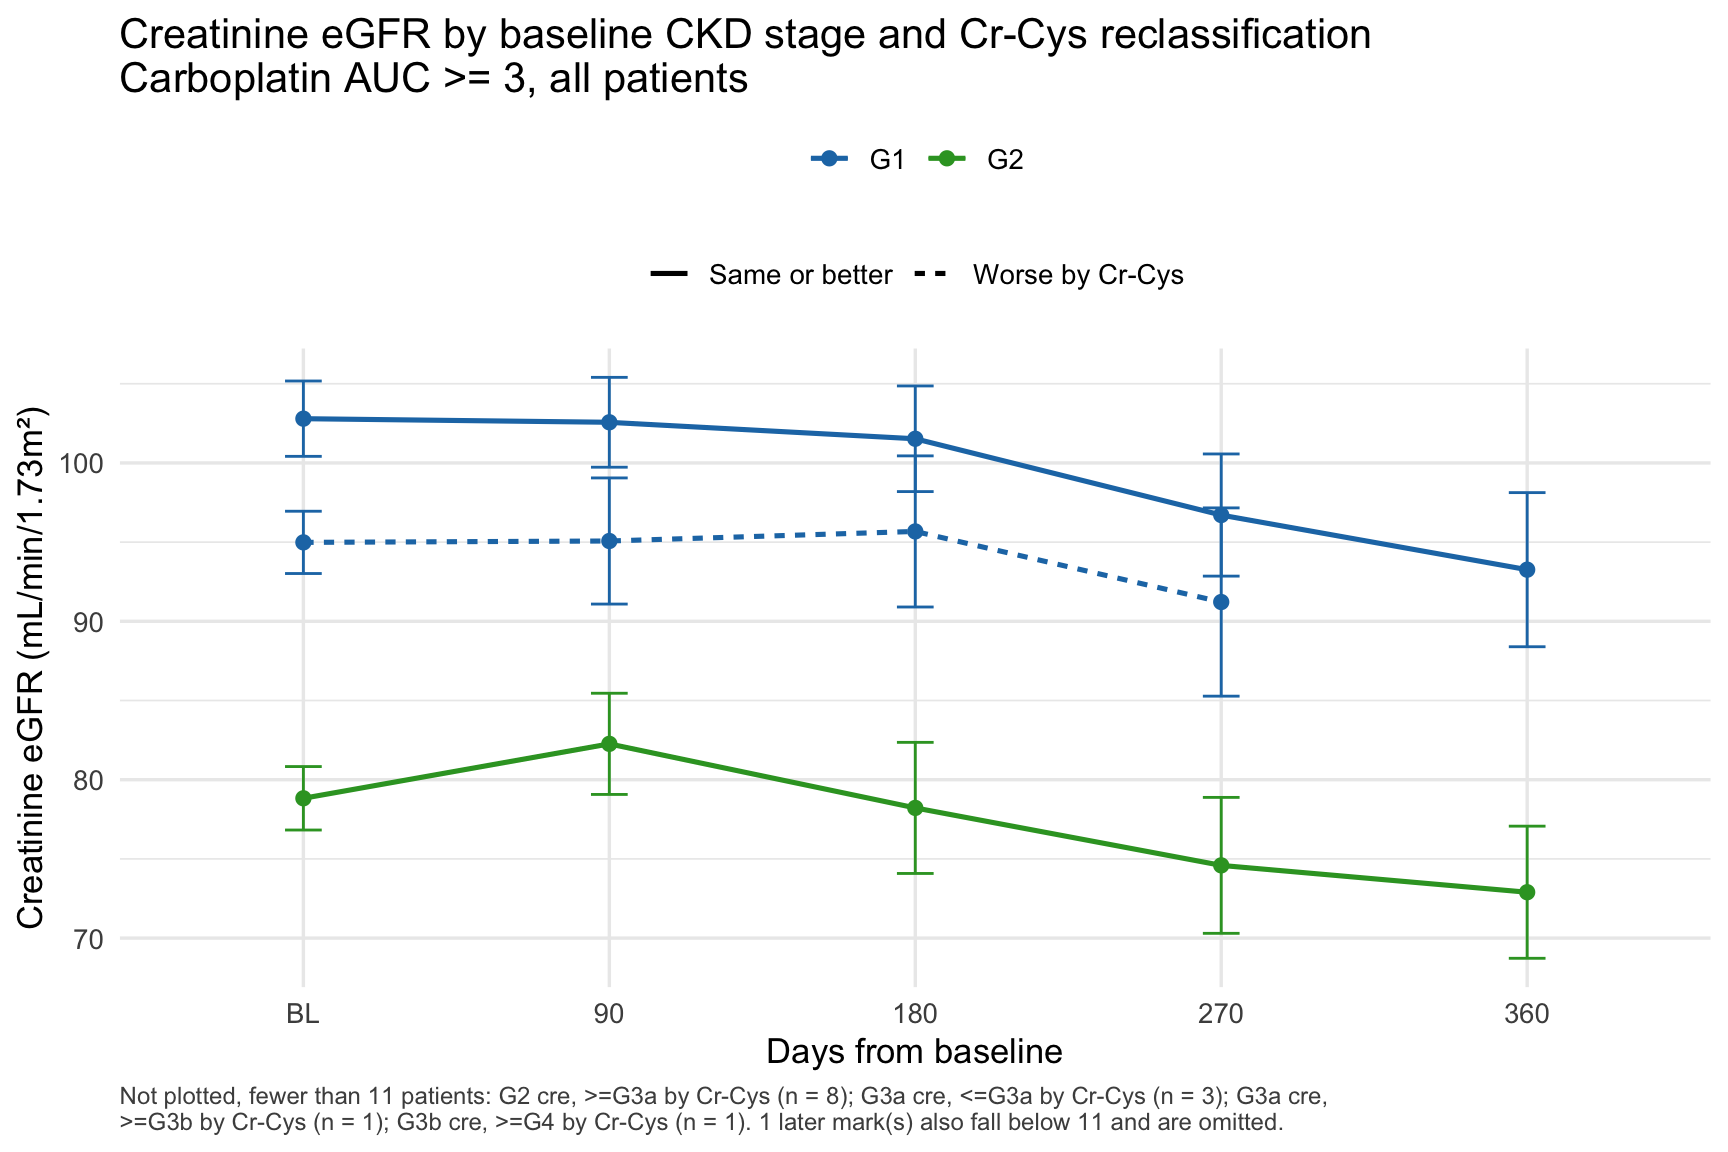 Creatinine eGFR by baseline CKD stage and Cr-Cys reclassification
Carboplatin AUC >= 3, all patients
G1 G2
Same or better Worse by Cr-Cys
Creatinine eGFR (mL/min/1.73m²)
100
90
80
70
BL 90 180 270 360
Days from baseline
Not plotted, fewer than 11 patients: G2 cre, >=G3a by Cr-Cys (n = 8); G3a cre, <=G3a by Cr-Cys (n = 3); G3a cre,
>=G3b by Cr-Cys (n = 1); G3b cre, >=G4 by Cr-Cys (n = 1). 1 later mark(s) also fall below 11 and are omitted.